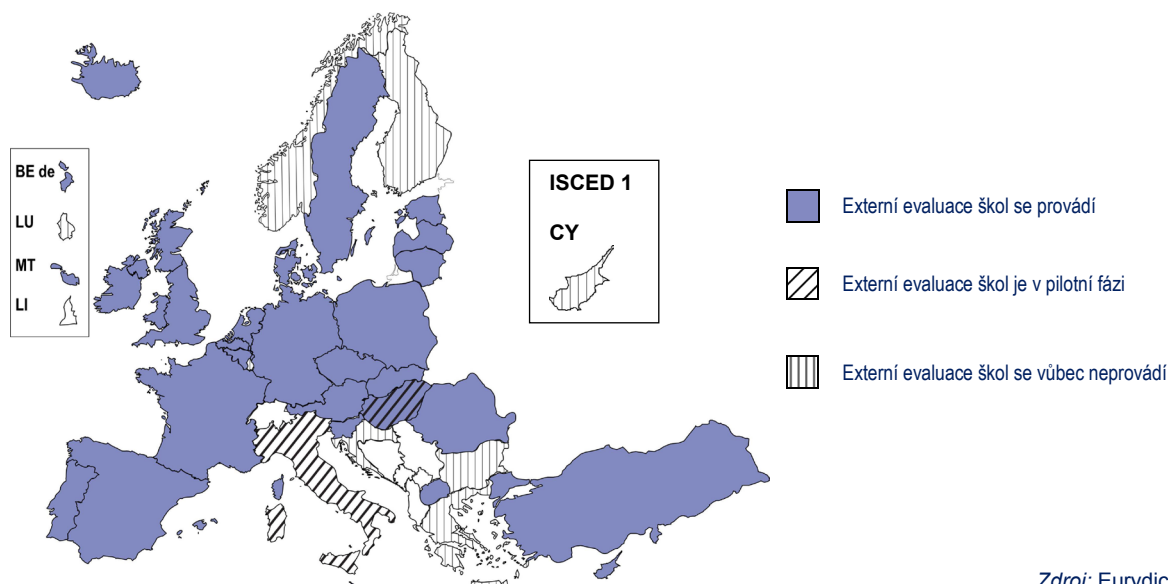 BE de
LU
MT
LI
ISCED 1
CY
Externí evaluace škol se provádí
Externí evaluace škol je v pilotní fázi
Externí evaluace škol se vůbec neprovádí
Zdroj: Eurydic